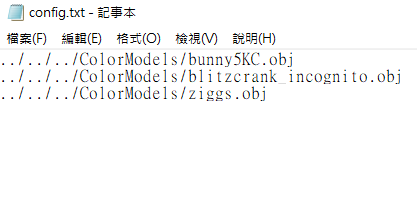 config.txt - 記事本
檔案(F) 編輯(E) 格式(O) 檢視(V) 說明(H)
../../../ColorModels/bunny5KC.obj
../../../ColorModels/blitzcrank_incognito.obj
../../../ColorModels/ziggs.obj